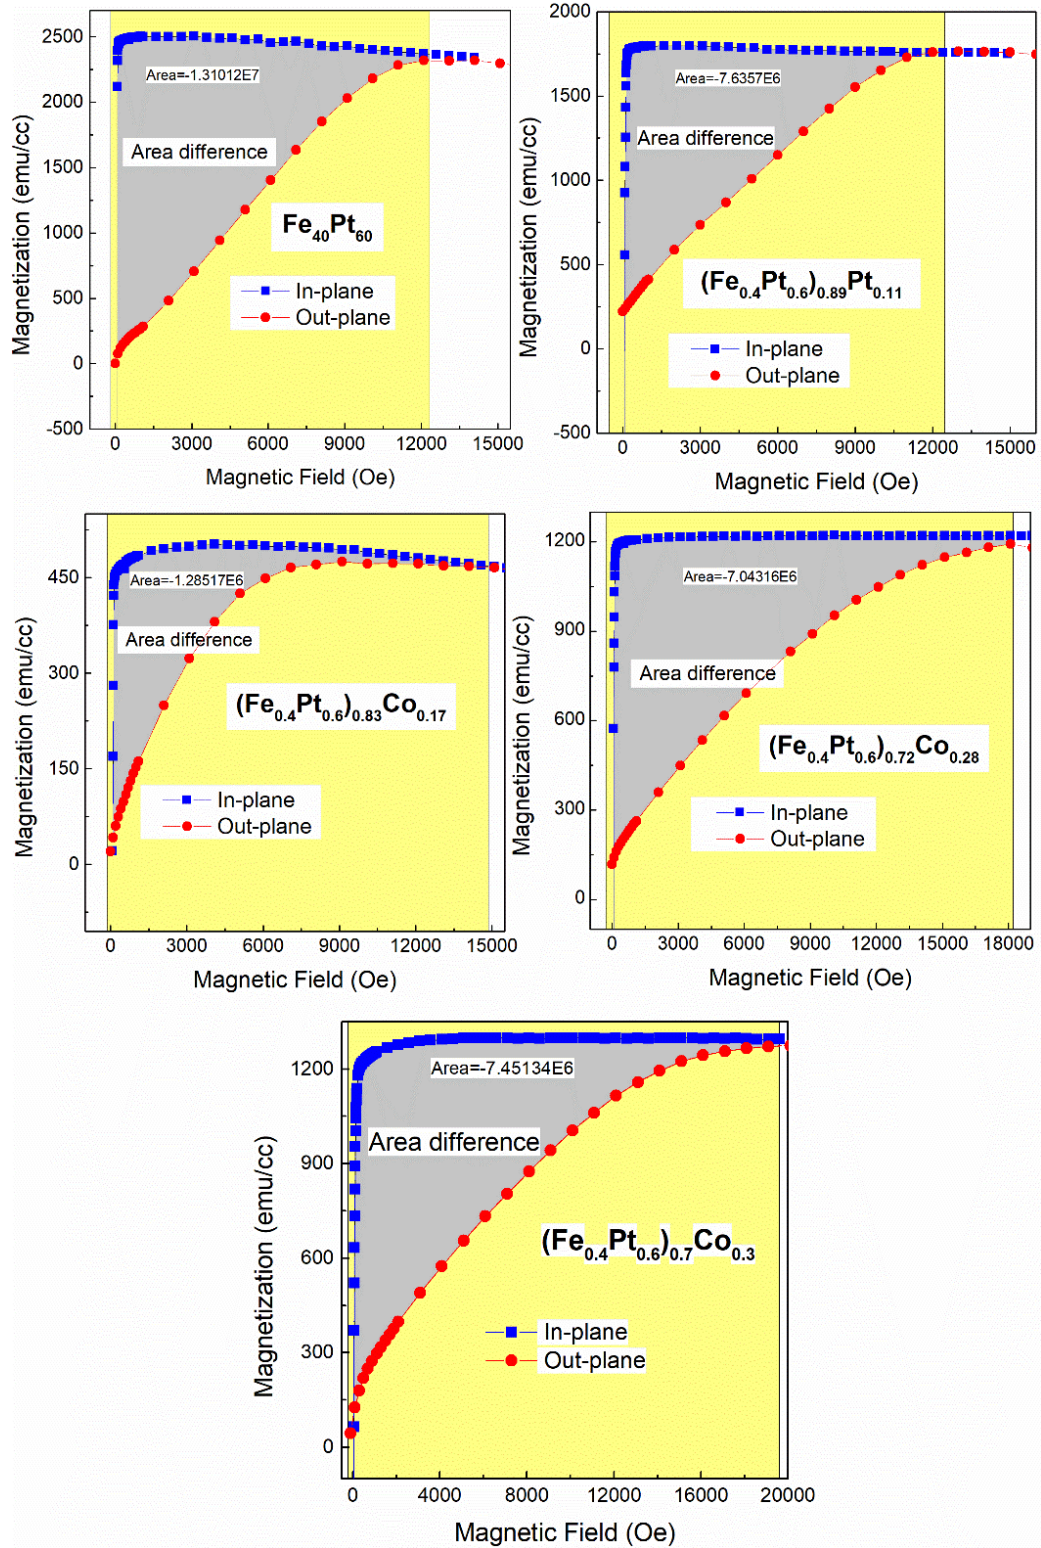 2500
2000
1500
1000
500
0
-500
Magnetization (emu/cc)
Area=-1.31012E7
Area difference
Fe40Pt60
In-plane
Out-plane
0 3000 6000 9000 12000 15000
Magnetic Field (Oe)
2000
1500
1000
500
0
-500
Magnetization (emu/cc)
Area=-7.6357E6
Area difference
(Fe0.4Pt0.6)0.89Pt0.11
In-plane
Out-plane
0 3000 6000 9000 12000 15000
Magnetic Field (Oe)
450
300
150
0
Magnetization (emu/cc)
Area=-1.28517E6
Area difference
(Fe0.4Pt0.6)0.83Co0.17
In-plane
Out-plane
0 3000 6000 9000 12000 15000
Magnetic Field (Oe)
1200
900
600
300
0
Magnetization (emu/cc)
Area=-7.04316E6
Area difference
(Fe0.4Pt0.6)0.72Co0.28
In-plane
Out-plane
0 3000 6000 9000 12000 15000 18000
Magnetic Field (Oe)
1200
900
600
300
0
Magnetization (emu/cc)
Area=-7.45134E6
Area difference
(Fe0.4Pt0.6)0.7Co0.3
In-plane
Out-plane
0 4000 8000 12000 16000 20000
Magnetic Field (Oe)